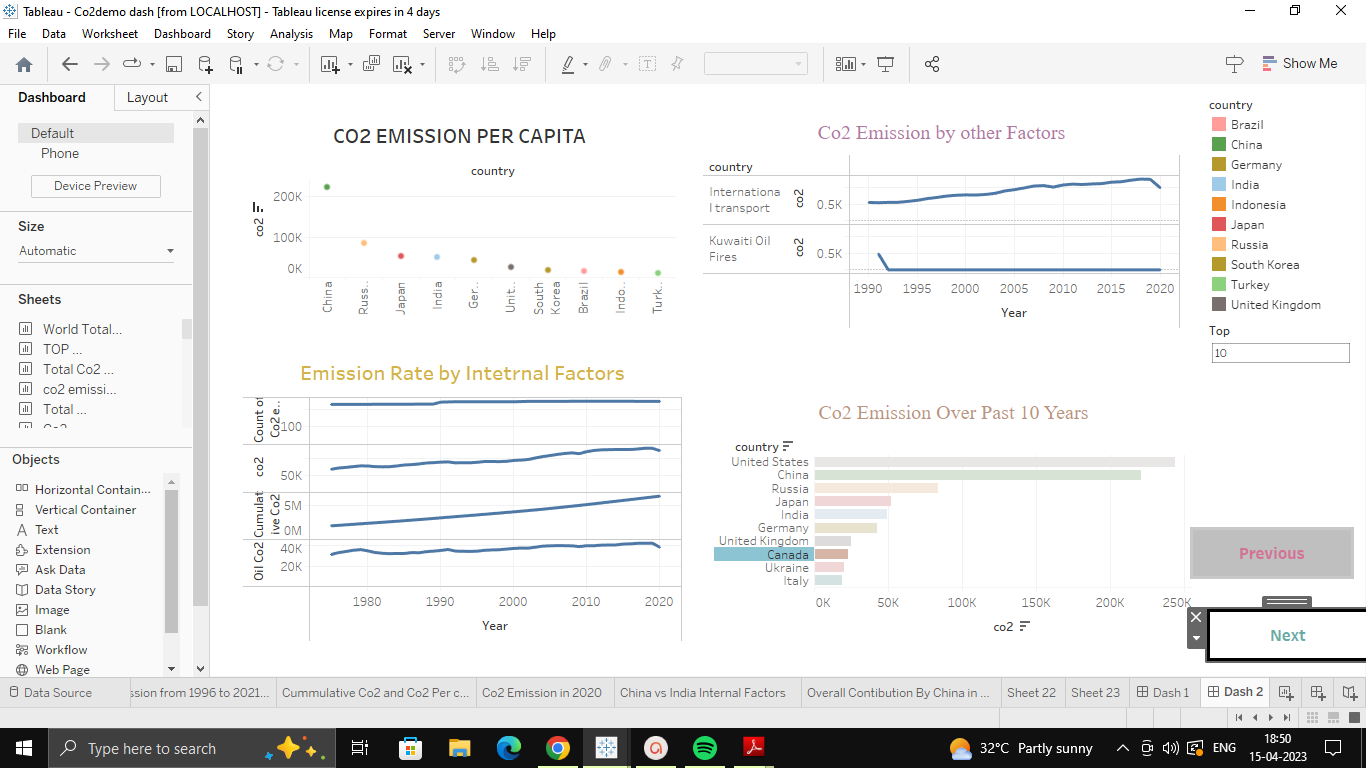 Tableau - Co2demo dash [from LOCALHOST] - Tableau license expires in 4 days
File Data Worksheet Dashboard Story Analysis Map Format Server Window Help
Show Me
Dashboard Layout
Default
Phone
Device Preview
Size
Automatic
Sheets
World Total...
TOP ...
Total Co2 ...
co2 emissi...
Total ...
Objects
Horizontal Contain...
Vertical Container
Text
Extension
Ask Data
Data Story
Image
Blank
Workflow
Web Page
CO2 EMISSION PER CAPITA
country
200K
100K
0K
co2
China Russ.. Japan India Ger.. Unit.. South Korea Brazil Indo.. Turk..
Co2 Emission by other Factors
country
Internationa
l transport
co2
0.5K
Kuwaiti Oil
Fires
co2
0.5K
1990 1995 2000 2005 2010 2015 2020
Year
country
Brazil
China
Germany
India
Indonesia
Japan
Russia
South Korea
Turkey
United Kingdom
Top
10
Emission Rate by Intetrnal Factors
Count of
Co2 e..
100
co2
50K
Cumulat
ive Co2
5M
0M
Oil Co2
40K
20K
1980 1990 2000 2010 2020
Year
Co2 Emission Over Past 10 Years
country
United States
China
Russia
Japan
India
Germany
United Kingdom
Canada
Ukraine
Italy
0K 50K 100K 150K 200K 250K
co2
Previous
Next
Data Source ssion from 1996 to 2021... Cummulative Co2 and Co2 Per c... Co2 Emission in 2020 China vs India Internal Factors Overall Contibution By China in ... Sheet 22 Sheet 23 Dash 1 Dash 2
Type here to search
32°C Partly sunny
ENG
18:50
15-04-2023